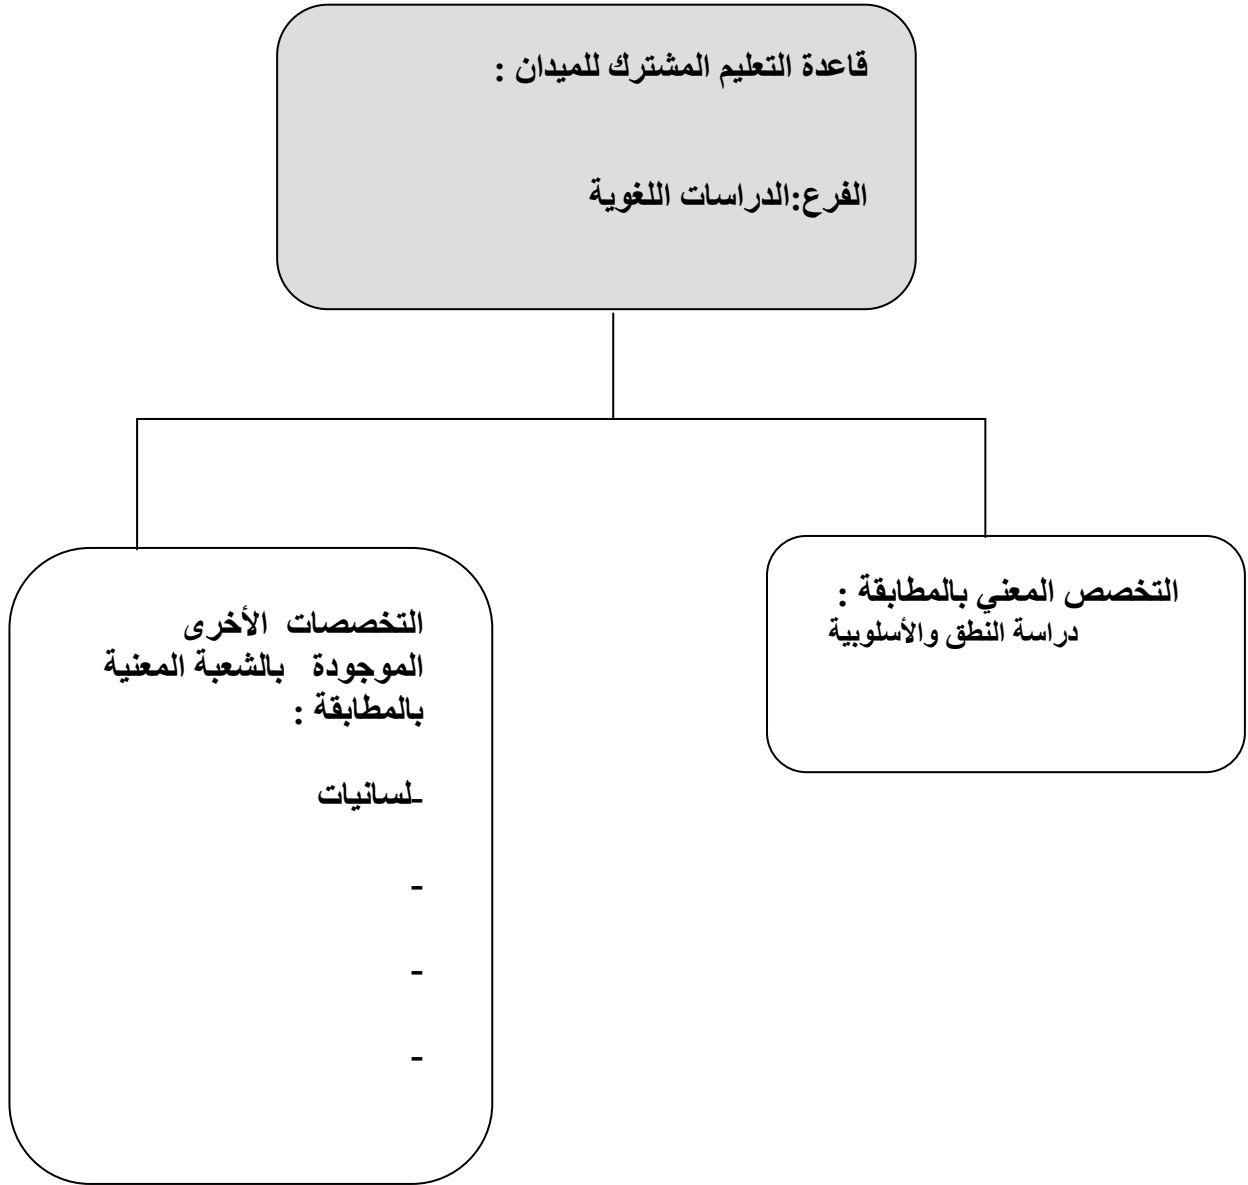 قاعدة التعليم المشترك للميدان :
الفرع:الدراسات اللغوية
التخصص المعني بالمطابقة :
دراسة النطق والأسلوبية
التخصصات الأخرى
الموجودة بالشعبة المعنية
بالمطابقة :
-لسانيات
-
-
-